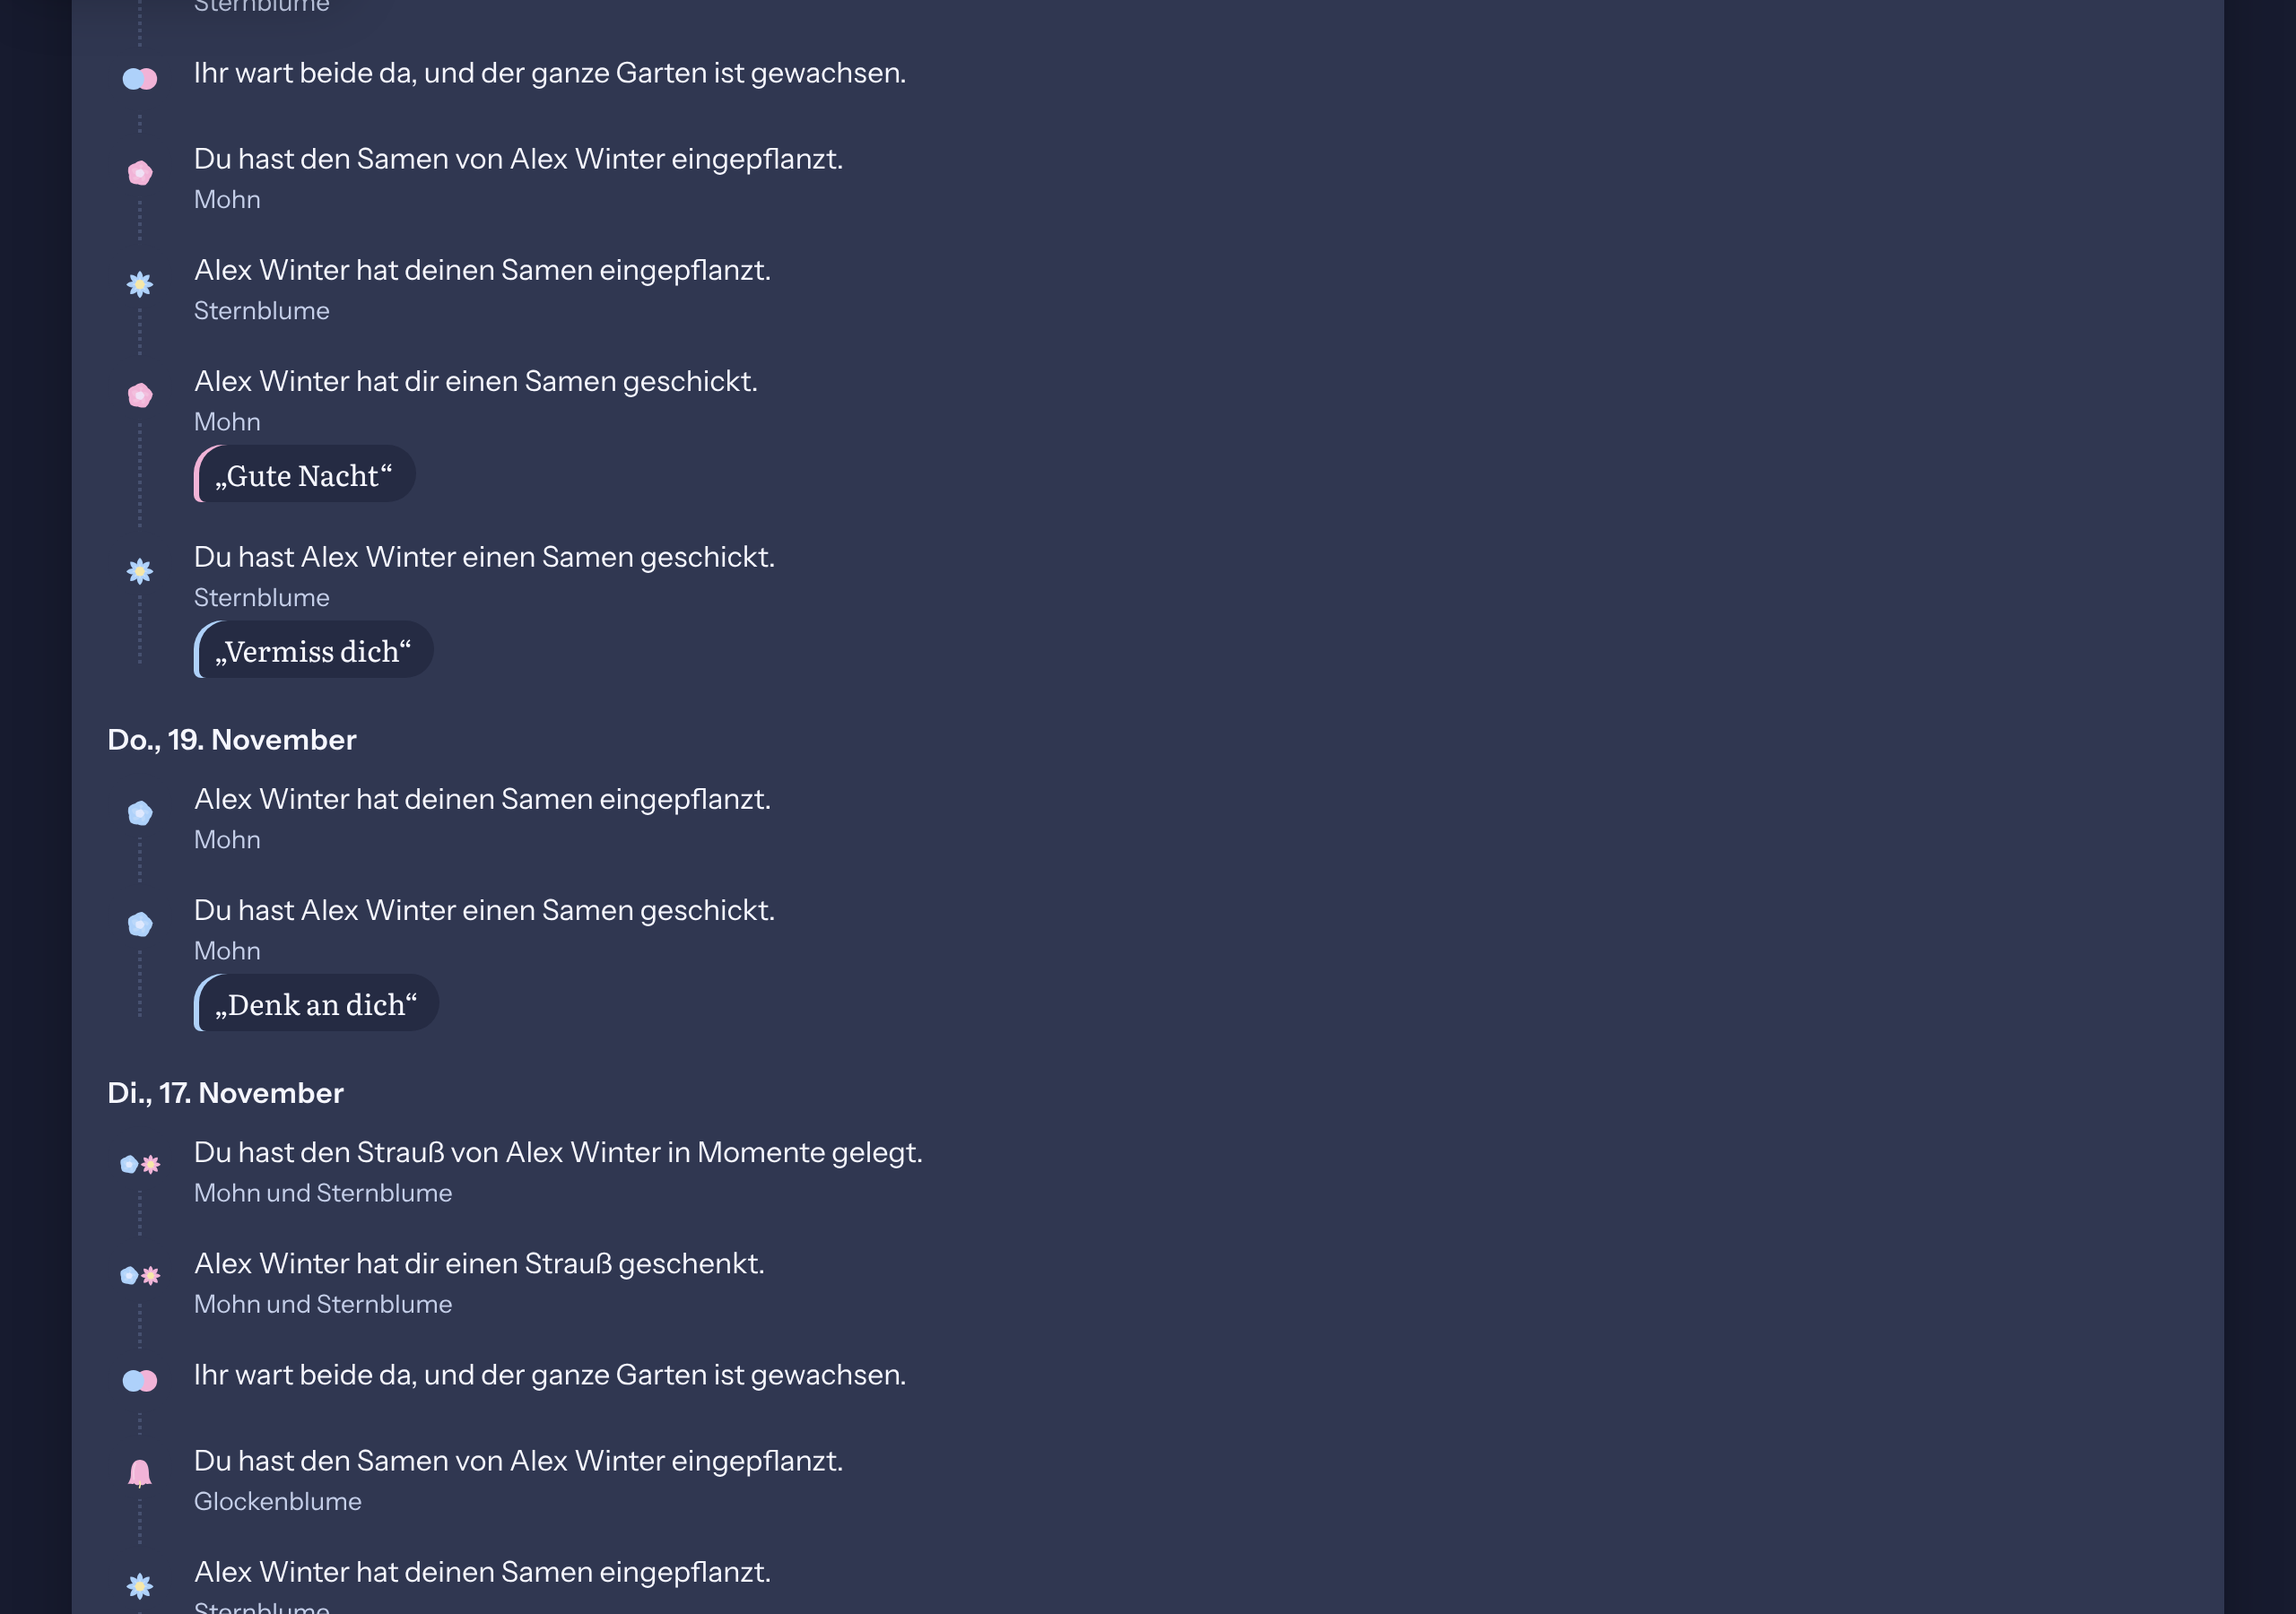 Sternblume
Ihr wart beide da, und der ganze Garten ist gewachsen.
Du hast den Samen von Alex Winter eingepflanzt.
Mohn
Alex Winter hat deinen Samen eingepflanzt.
Sternblume
Alex Winter hat dir einen Samen geschickt.
Mohn
„Gute Nacht“
Du hast Alex Winter einen Samen geschickt.
Sternblume
„Vermiss dich“
Do., 19. November
Alex Winter hat deinen Samen eingepflanzt.
Mohn
Du hast Alex Winter einen Samen geschickt.
Mohn
„Denk an dich“
Di., 17. November
Du hast den Strauß von Alex Winter in Momente gelegt.
Mohn und Sternblume
Alex Winter hat dir einen Strauß geschenkt.
Mohn und Sternblume
Ihr wart beide da, und der ganze Garten ist gewachsen.
Du hast den Samen von Alex Winter eingepflanzt.
Glockenblume
Alex Winter hat deinen Samen eingepflanzt.
Sternblume